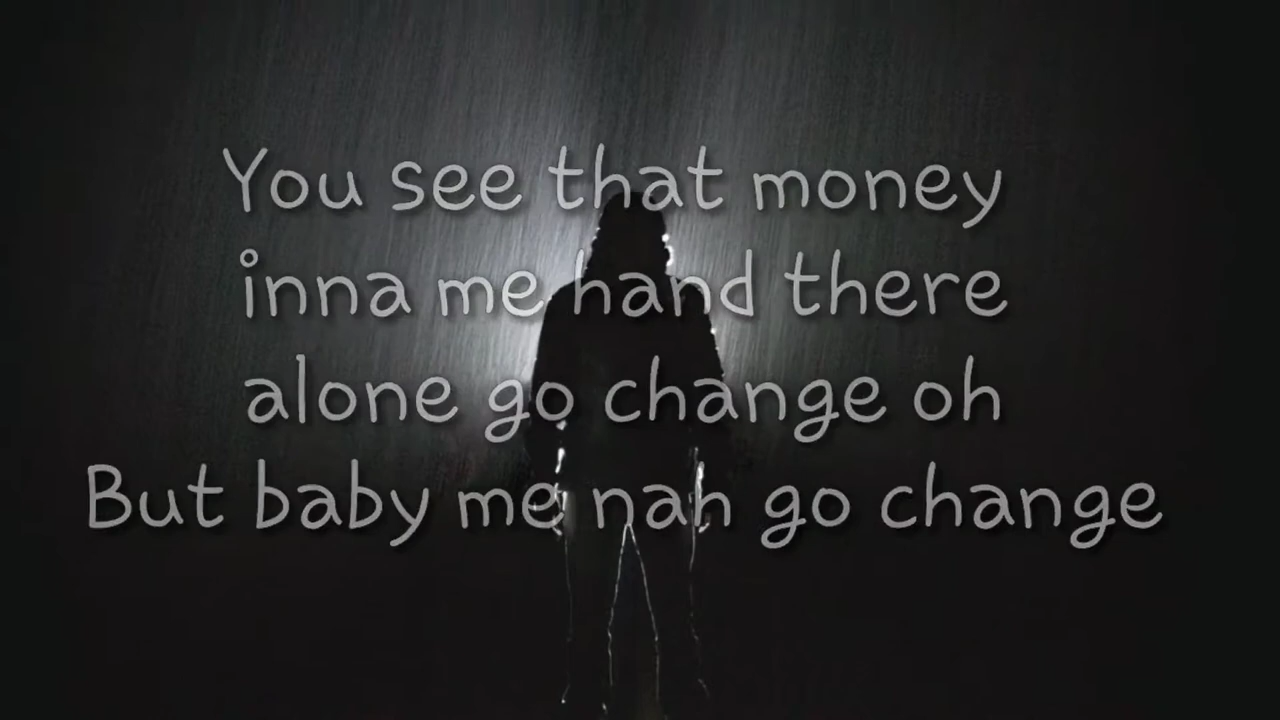 You see that money
inna me hand there
alone go change oh
But baby me nah go change